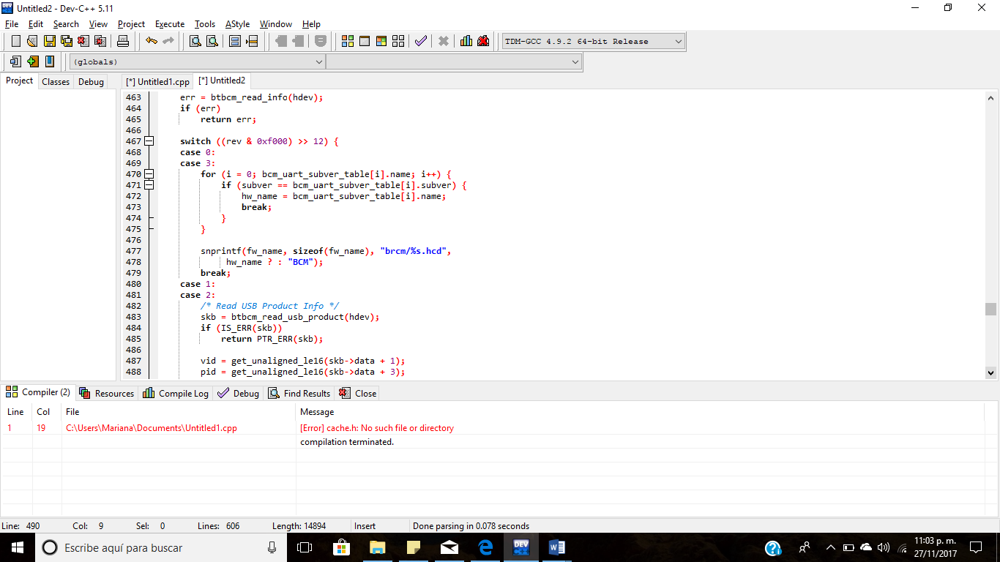 Untitled2 - Dev-C++ 5.11
File Edit Search View Project Execute Tools AStyle Window Help
TDM-GCC 4.9.2 64-bit Release
(globals)
Project Classes Debug [*] Untitled1.cpp [*] Untitled2
463 err = btbcm_read_info(hdev);
464 if (err)
465 return err;
466
467 switch ((rev & 0xf000) >> 12) {
468 case 0:
469 case 3:
470 for (i = 0; bcm_uart_subver_table[i].name; i++) {
471 if (subver == bcm_uart_subver_table[i].subver) {
472 hw_name = bcm_uart_subver_table[i].name;
473 break;
474 }
475 }
476
477 snprintf(fw_name, sizeof(fw_name), "brcm/%s.hcd",
478 hw_name ? : "BCM");
479 break;
480 case 1:
481 case 2:
482 /* Read USB Product Info */
483 skb = btbcm_read_usb_product(hdev);
484 if (IS_ERR(skb))
485 return PTR_ERR(skb);
486
487 vid = get_unaligned_le16(skb->data + 1);
488 pid = get_unaligned_le16(skb->data + 3);
Compiler (2) Resources Compile Log Debug Find Results Close
Line Col File Message
1 19 C:\Users\Mariana\Documents\Untitled1.cpp [Error] cache.h: No such file or directory
compilation terminated.
Line: 490 Col: 9 Sel: 0 Lines: 606 Length: 14894 Insert Done parsing in 0.078 seconds
Escribe aquí para buscar
DEV
11:03 p. m.
27/11/2017